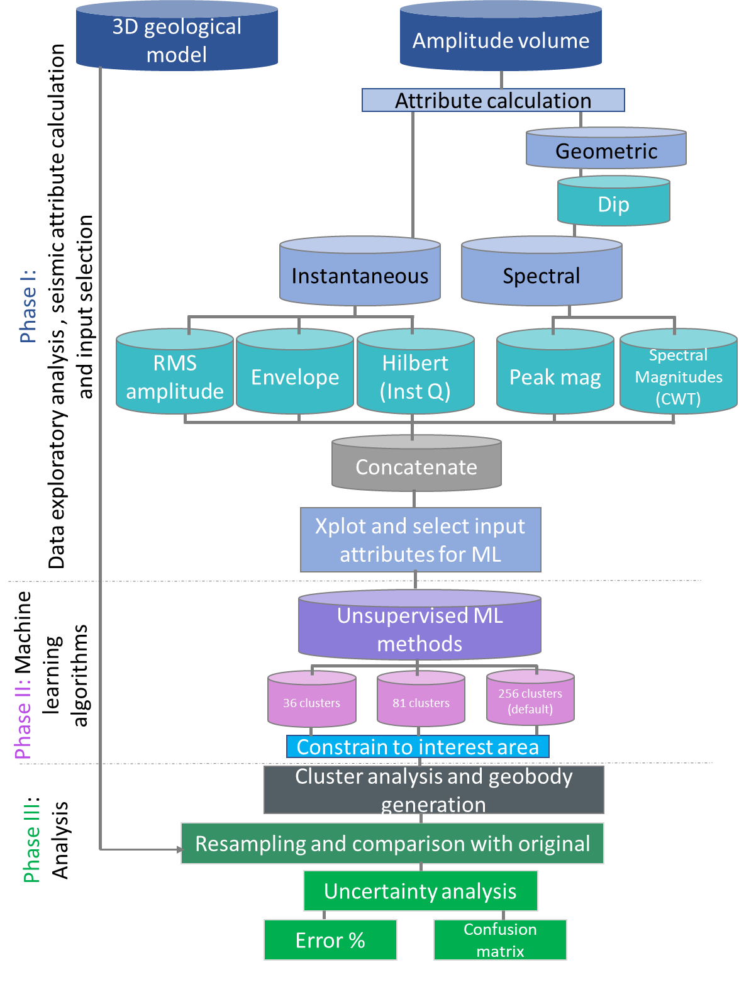 3D geological
model
Amplitude volume
Attribute calculation
Geometric
Dip
Instantaneous
Spectral
RMS
amplitude
Envelope
Hilbert
(Inst Q)
Peak mag
Spectral
Magnitudes
(CWT)
Concatenate
Xplot and select input
attributes for ML
Phase I:
Data exploratory analysis , seismic attribute calculation
and input selection
Unsupervised ML
methods
36 clusters
81 clusters
256 clusters
(default)
Constrain to interest area
Phase II: Machine
learning
algorithms
Cluster analysis and geobody
generation
Resampling and comparison with original
Uncertainty analysis
Error %
Confusion
matrix
Phase III:
Analysis